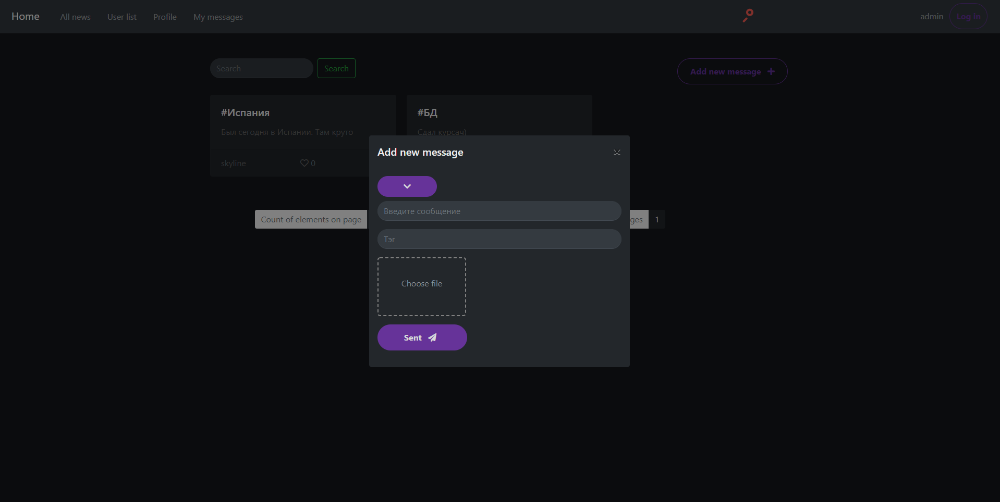 Home All news User list Profile My messages admin Log in
Search Search Add new message
#Испания #БД
Был сегодня в Испании. Там круто Сдал курсач)
skyline 0
Add new message
Введите сообщение
Count of elements on page ges 1
Тэг
Choose file
Sent